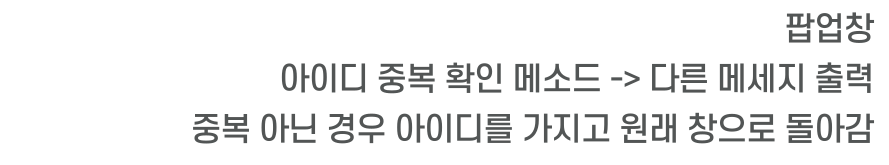 팝업창
아이디 중복 확인 메소드 -> 다른 메세지 출력
중복 아닌 경우 아이디를 가지고 원래 창으로 돌아감